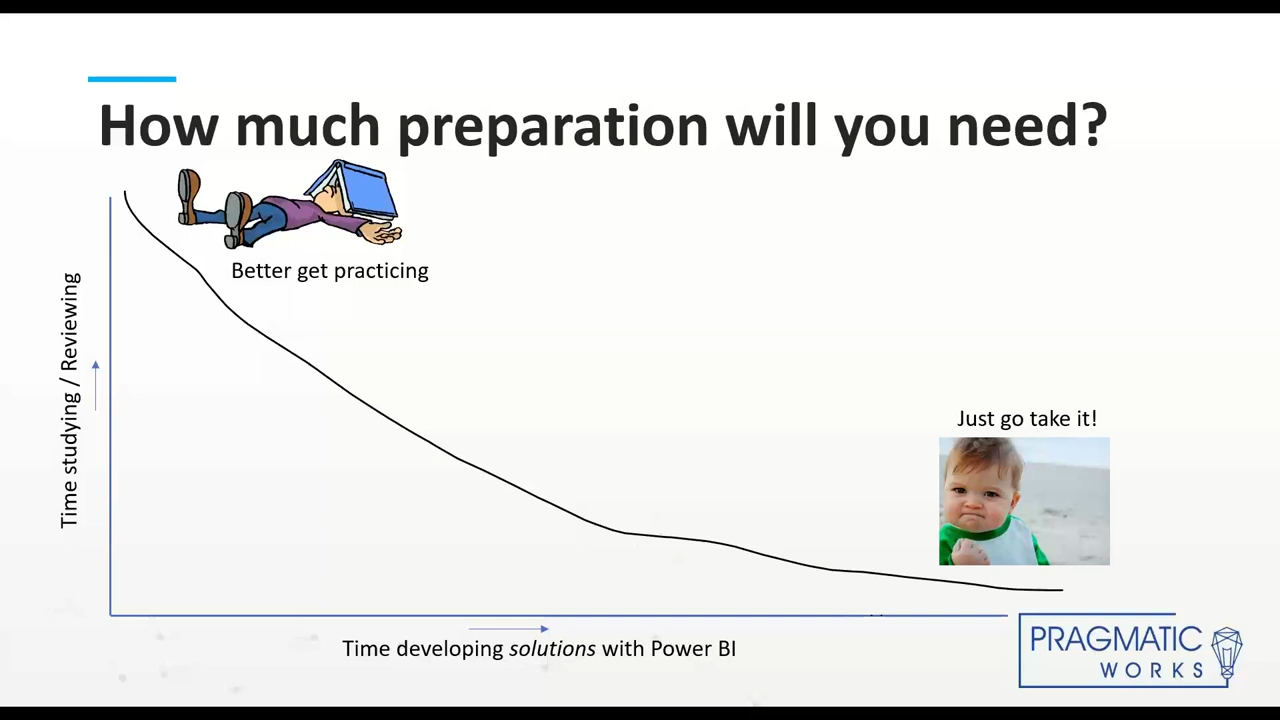 How much preparation will you need?
Better get practicing
Time studying / Reviewing
Just go take it!
Time developing solutions with Power BI
PRAGMATIC
WORKS